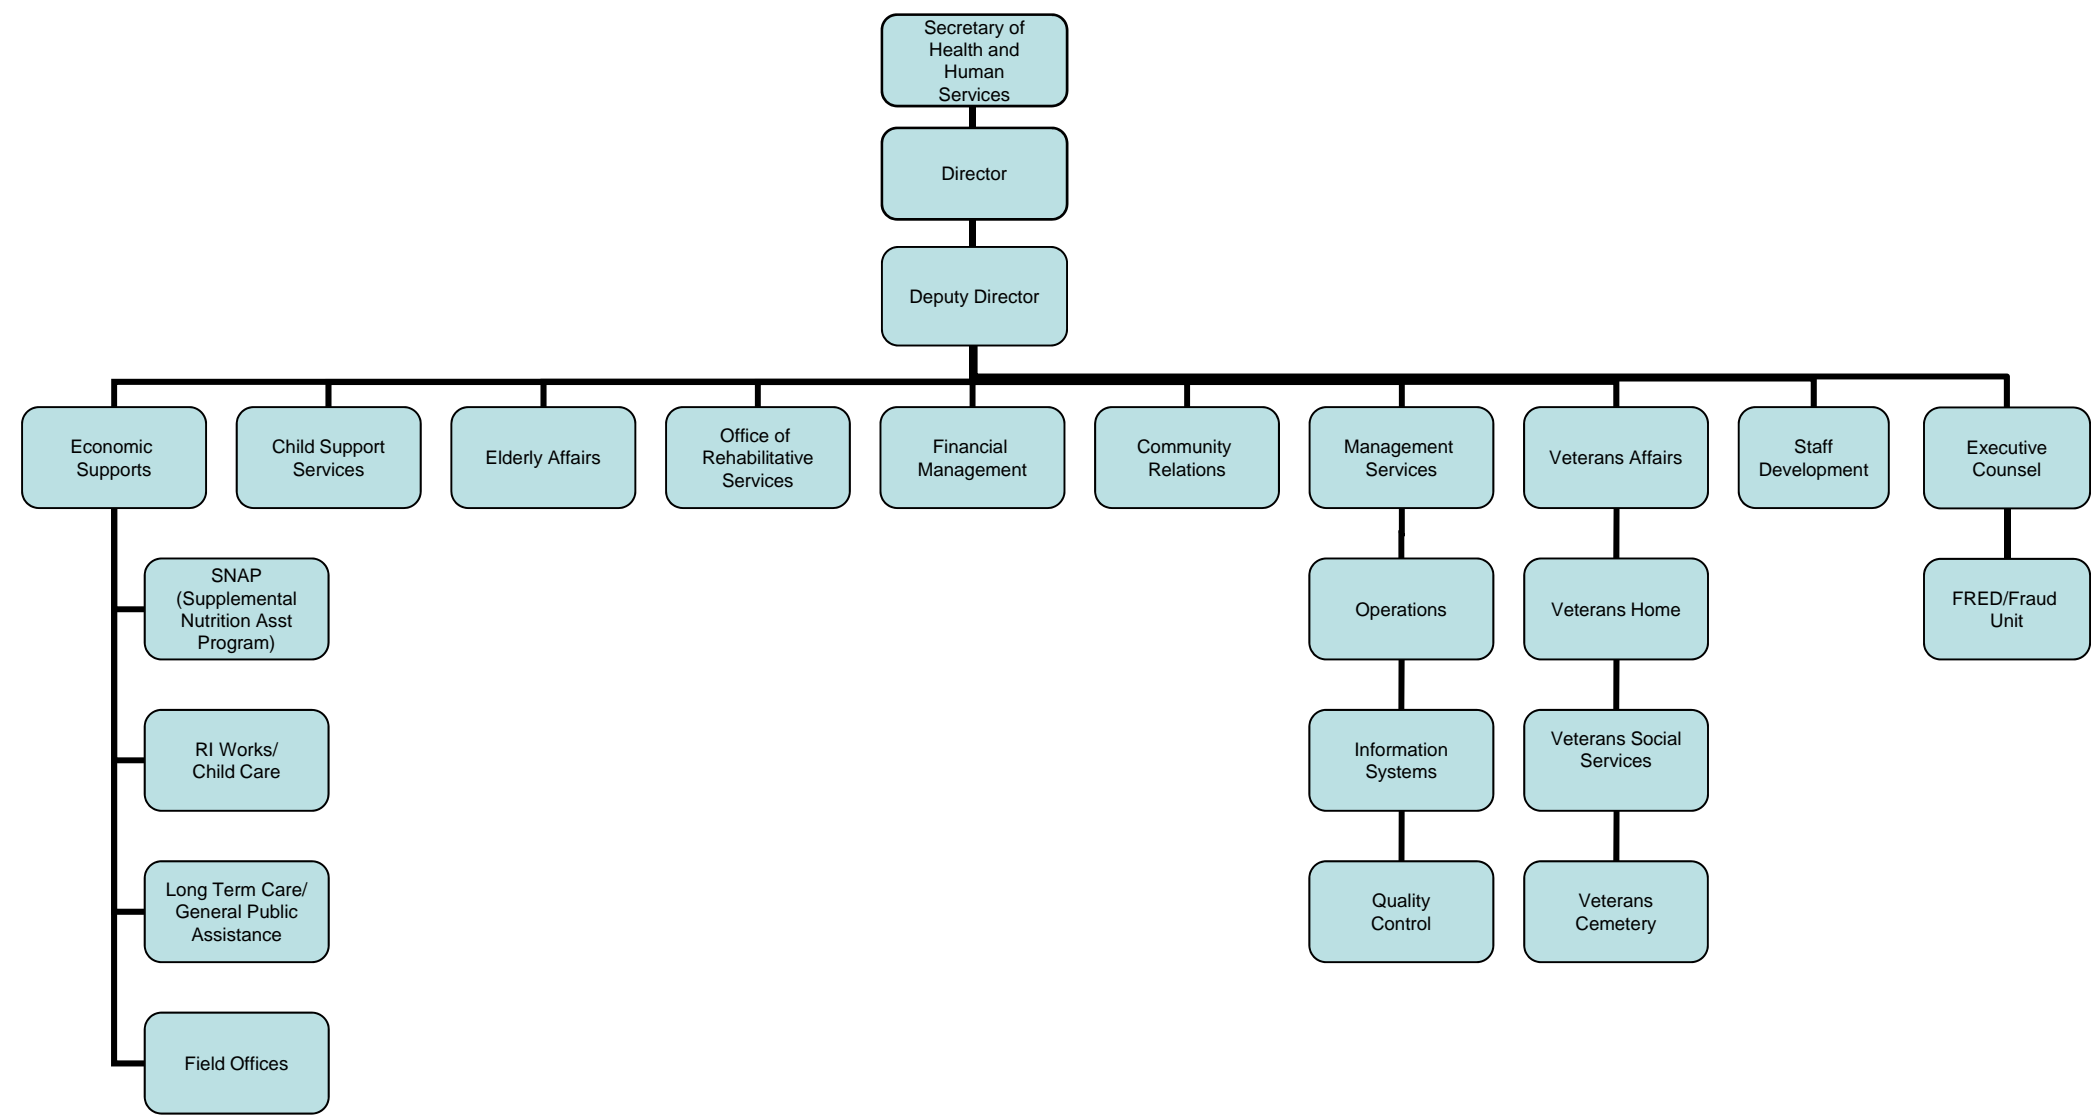 Secretary of
Health and
Human
Services
Director
Deputy Director
Economic
Supports
Child Support
Services
Elderly Affairs
Office of
Rehabilitative
Services
Financial
Management
Community
Relations
Management
Services
Veterans Affairs
Staff
Development
Executive
Counsel
SNAP
(Supplemental
Nutrition Asst
Program)
Operations
Veterans Home
FRED/Fraud
Unit
RI Works/
Child Care
Information
Systems
Veterans Social
Services
Long Term Care/
General Public
Assistance
Quality
Control
Veterans
Cemetery
Field Offices